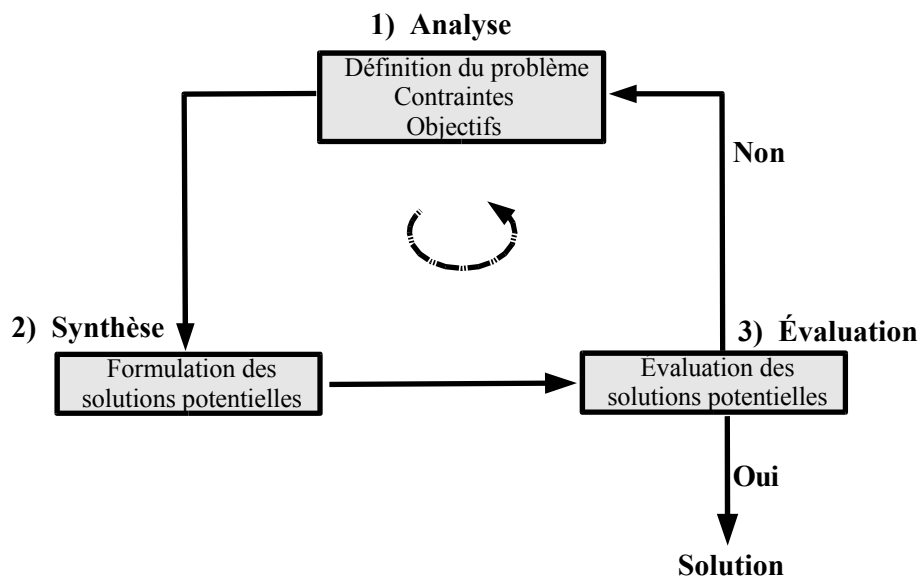 1) Analyse
Définition du problème
Contraintes
Objectifs
Non
2) Synthèse
Formulation des
solutions potentielles
3) Évaluation
Évaluation des
solutions potentielles
Oui
Solution